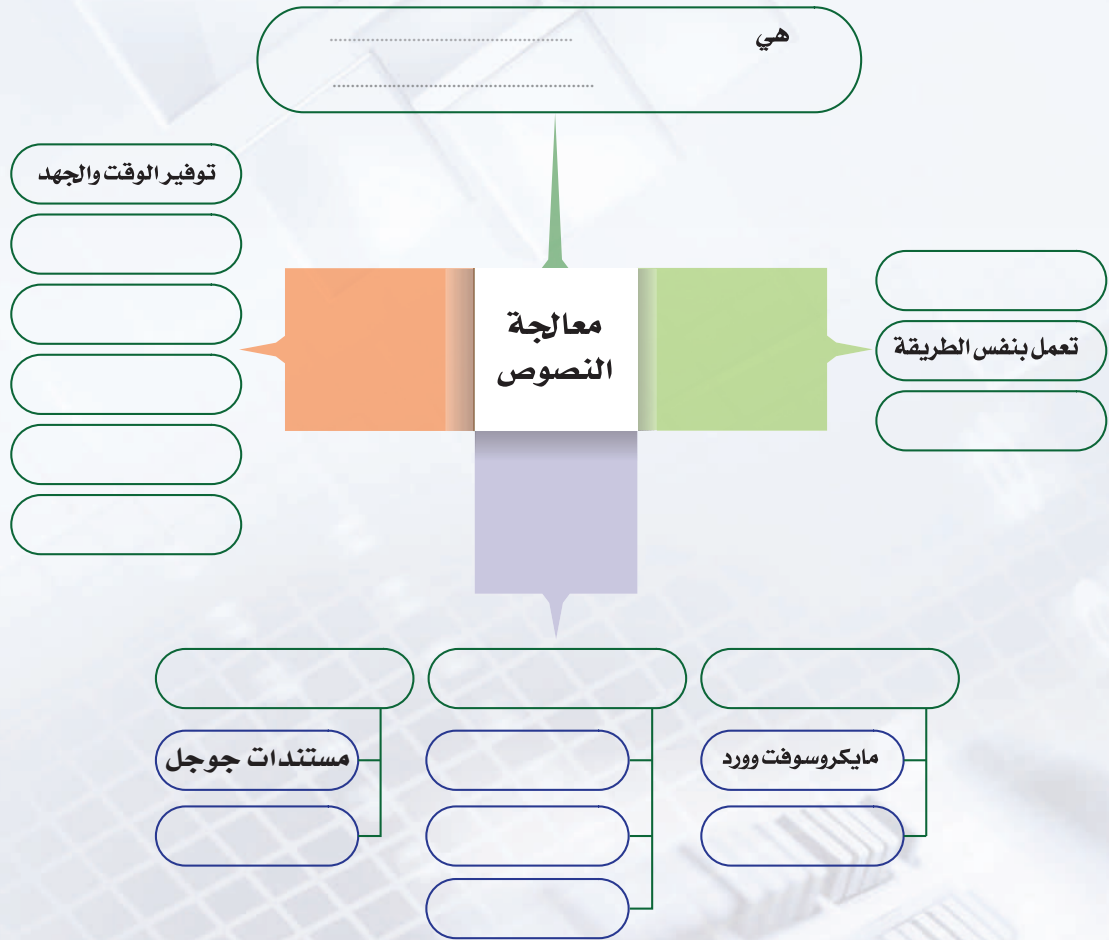 هي ..........................................
..........................................
توفير الوقت والجهد
معالجة
النصوص
تعمل بنفس الطريقة
مايكروسوفت وورد
مستندات جوجل